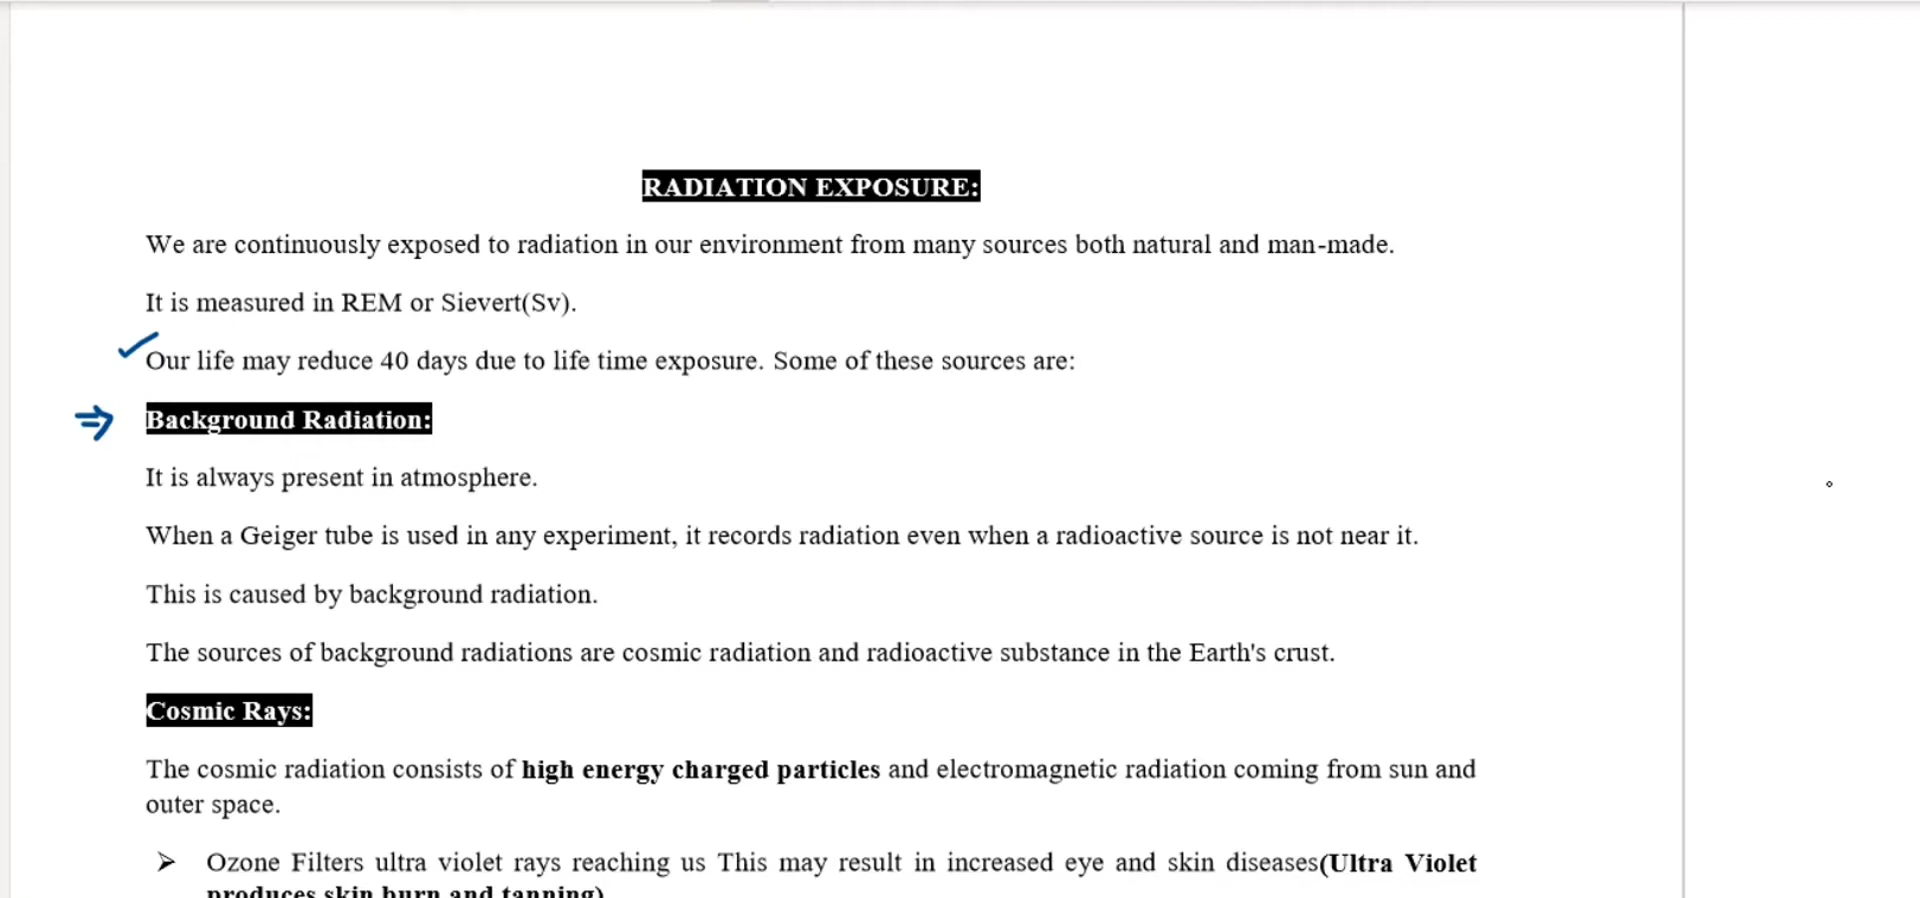 RADIATION EXPOSURE:
We are continuously exposed to radiation in our environment from many sources both natural and man-made.
It is measured in REM or Sievert(Sv).
Our life may reduce 40 days due to life time exposure. Some of these sources are:
Background Radiation:
It is always present in atmosphere.
When a Geiger tube is used in any experiment, it records radiation even when a radioactive source is not near it.
This is caused by background radiation.
The sources of background radiations are cosmic radiation and radioactive substance in the Earth's crust.
Cosmic Rays:
The cosmic radiation consists of high energy charged particles and electromagnetic radiation coming from sun and
outer space.
➢ Ozone Filters ultra violet rays reaching us This may result in increased eye and skin diseases(Ultra Violet
produces skin burn and tanning)